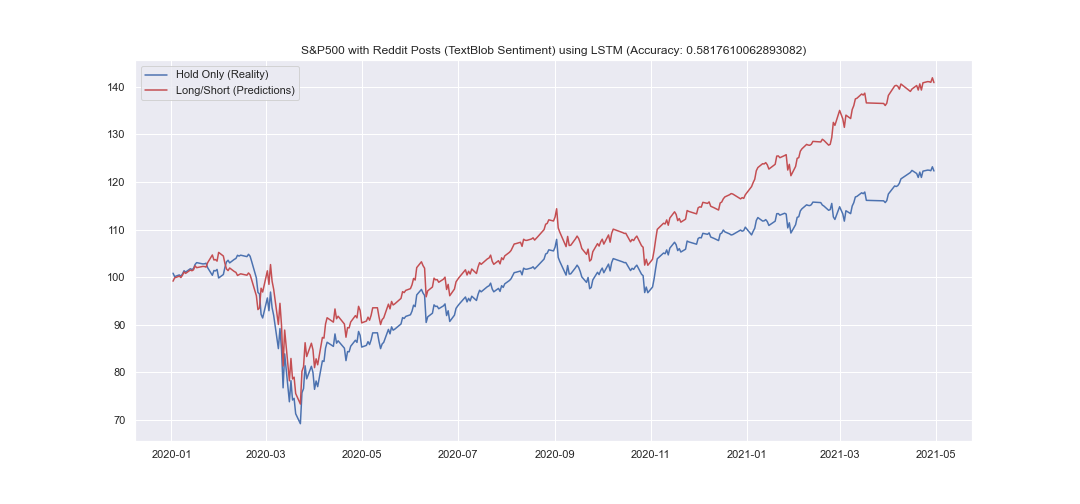 S&P500 with Reddit Posts (TextBlob Sentiment) using LSTM (Accuracy: 0.5817610062893082)
Hold Only (Reality)
Long/Short (Predictions)
140
130
120
110
100
90
80
70
2020-01 2020-03 2020-05 2020-07 2020-09 2020-11 2021-01 2021-03 2021-05